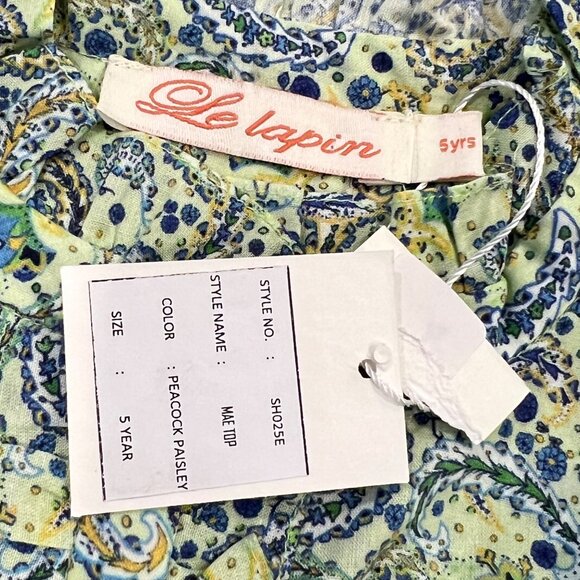 Le lapin
5yrs
STYLE NO. : SH025E
STYLE NAME : MAE TOP
COLOR : PEACOCK PAISLEY
SIZE : 5 YEAR